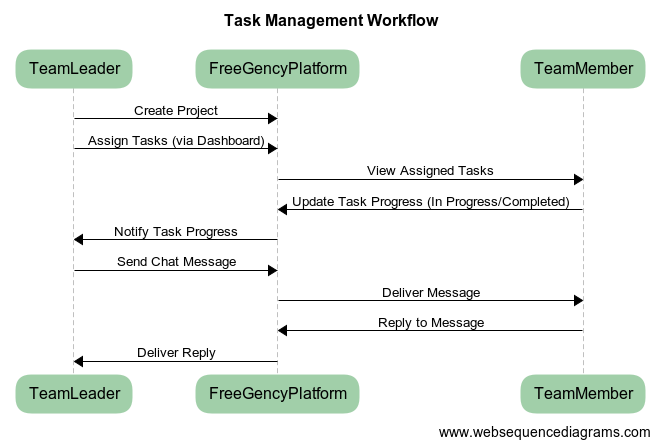 Task Management Workflow
TeamLeader
FreeGencyPlatform
TeamMember
Create Project
Assign Tasks (via Dashboard)
View Assigned Tasks
Update Task Progress (In Progress/Completed)
Notify Task Progress
Send Chat Message
Deliver Message
Reply to Message
Deliver Reply
TeamLeader
FreeGencyPlatform
TeamMember
www.websequencediagrams.com